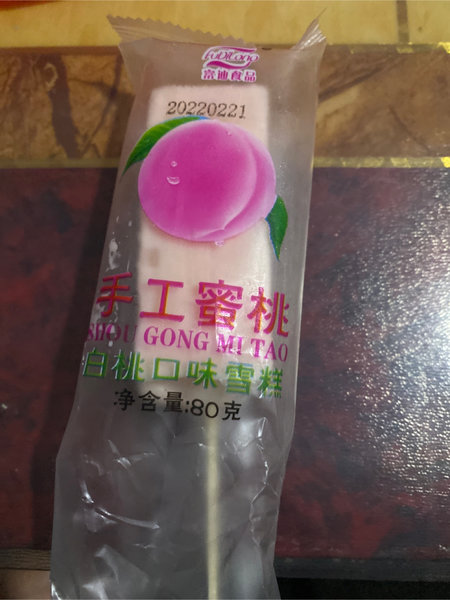 FuDiLong
富迪食品
20220221
手工蜜桃
SHOU GONG MI TAO
白桃口味雪糕
净含量:80克